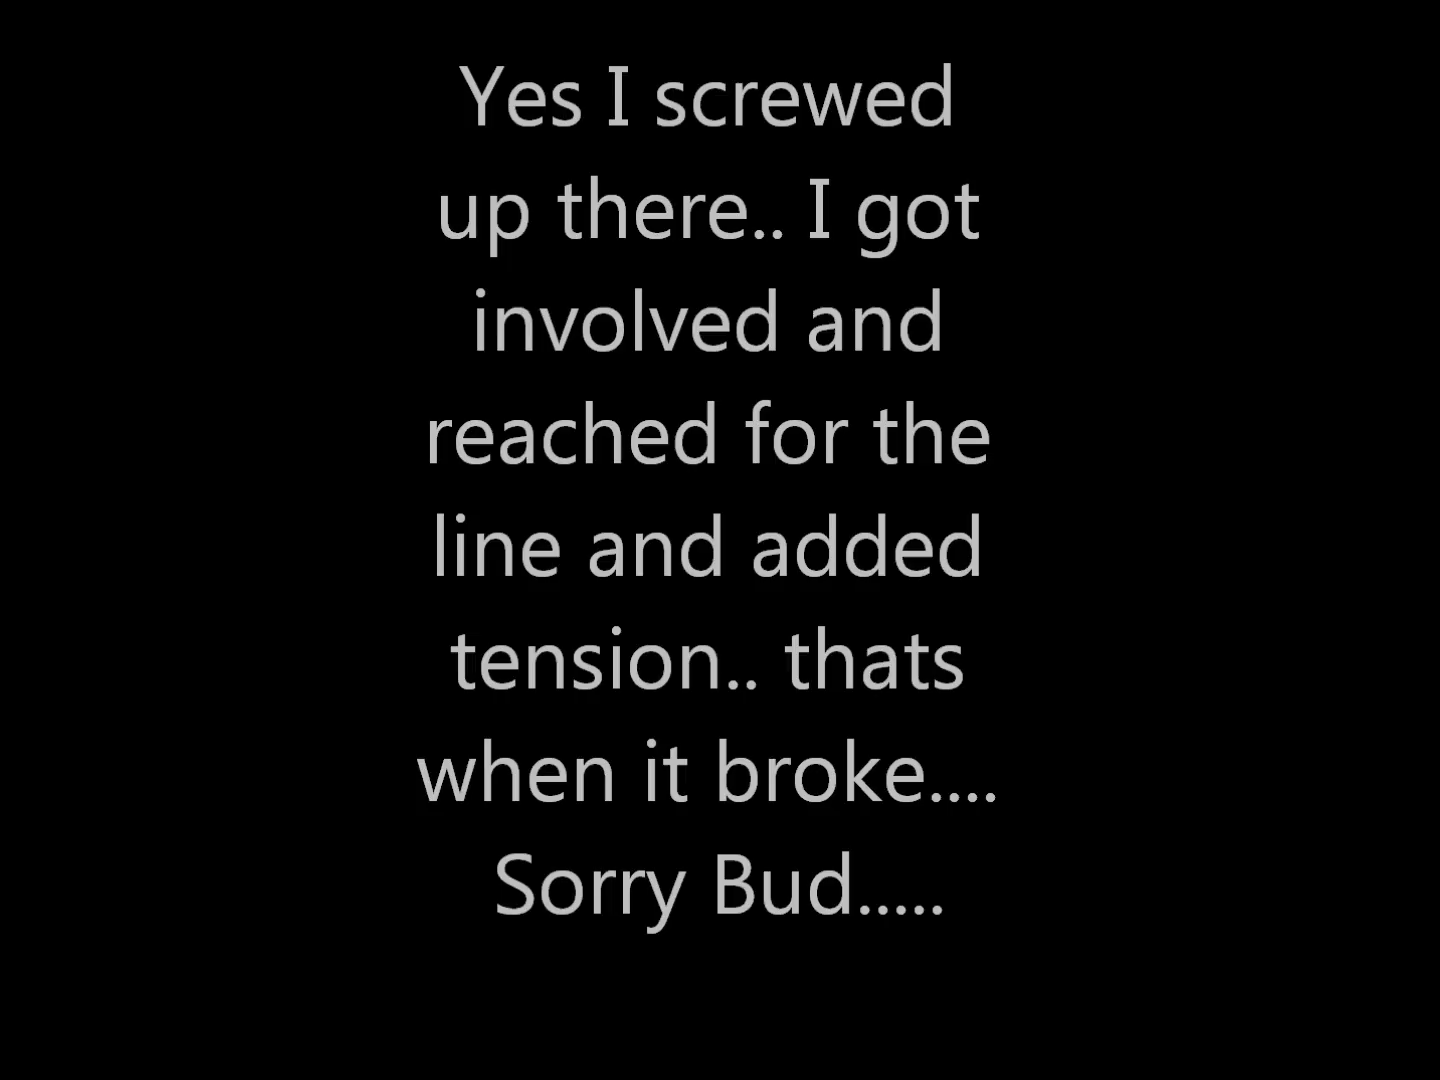 Yes I screwed
up there.. I got
involved and
reached for the
line and added
tension.. thats
when it broke....
Sorry Bud.....